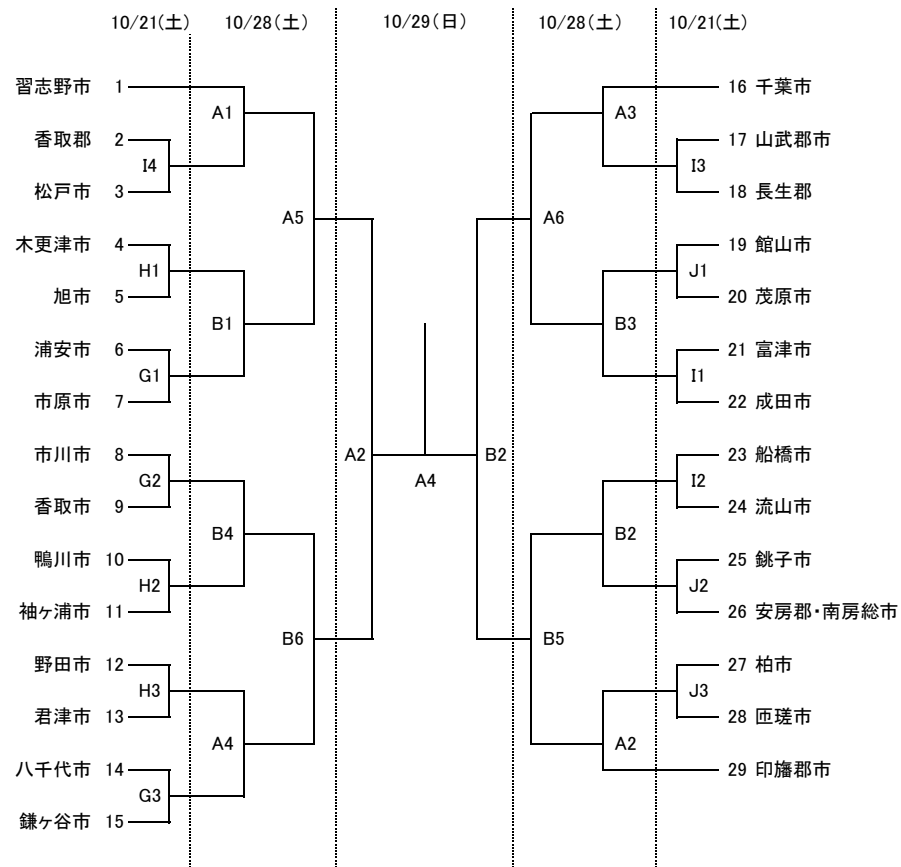 10/21(土) 10/28(土) 10/29(日) 10/28(土) 10/21(土)
習志野市 1 16 千葉市
A1 A3
香取郡 2 17 山武郡市
I4 I3
松戸市 3 18 長生郡
A5 A6
木更津市 4 19 館山市
H1 J1
旭市 5 20 茂原市
B1 B3
浦安市 6 21 富津市
G1 I1
市原市 7 22 成田市
市川市 8 A2 B2 23 船橋市
G2 A4 I2
香取市 9 24 流山市
B4 B2
鴨川市 10 25 銚子市
H2 J2
袖ヶ浦市 11 26 安房郡・南房総市
B6 B5
野田市 12 27 柏市
H3 J3
君津市 13 28 匝瑳市
A4 A2
八千代市 14 29 印旛郡市
G3
鎌ヶ谷市 15